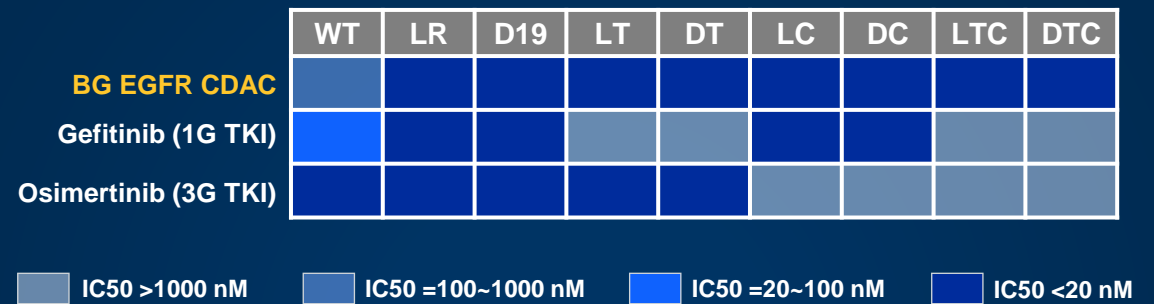 WT LR D19 LT DT LC DC LTC DTC
BG EGFR CDAC
Gefitinib (1G TKI)
Osimertinib (3G TKI)
IC50 >1000 nM IC50 =100~1000 nM IC50 =20~100 nM IC50 <20 nM